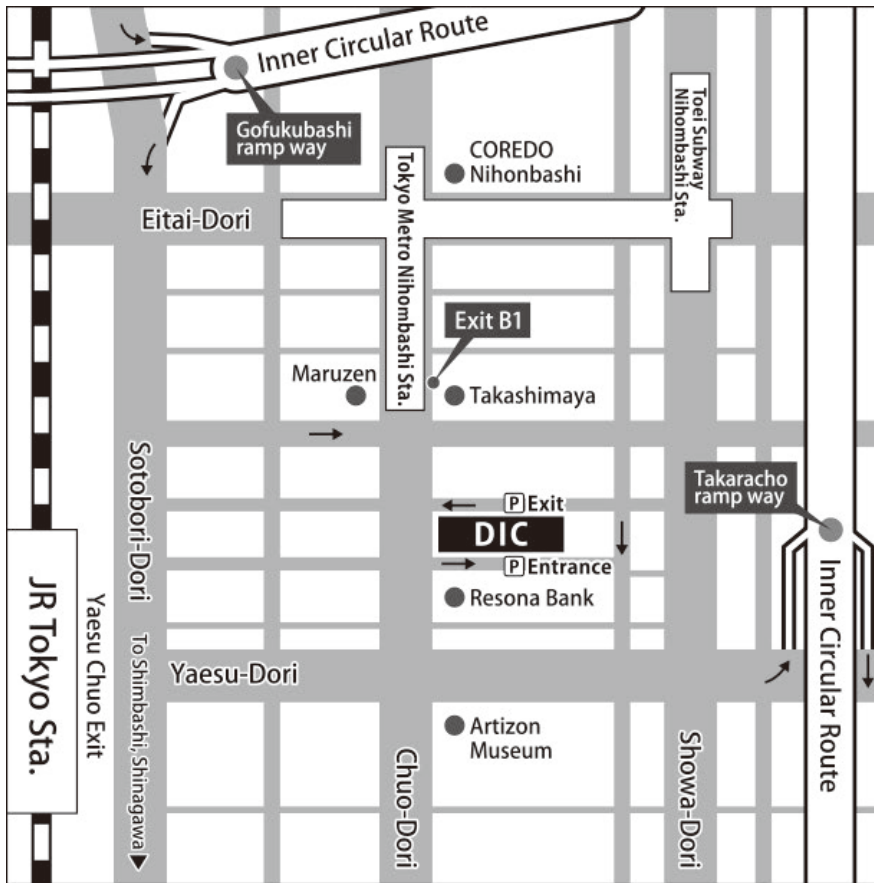 Inner Circular Route
Gofukubashi
ramp way
COREDO
Nihonbashi
Toei Subway
Nihombashi Sta.
Tokyo Metro Nihombashi Sta.
Eitai-Dori
Exit B1
Maruzen
Takashimaya
Sotobori-Dori
Takaracho
ramp way
P Exit
DIC
P Entrance
JR Tokyo Sta.
Yaesu Chuo Exit
Resona Bank
Inner Circular Route
To Shimbashi, Shinagawa
Yaesu-Dori
Artizon
Museum
Chuo-Dori
Showa-Dori